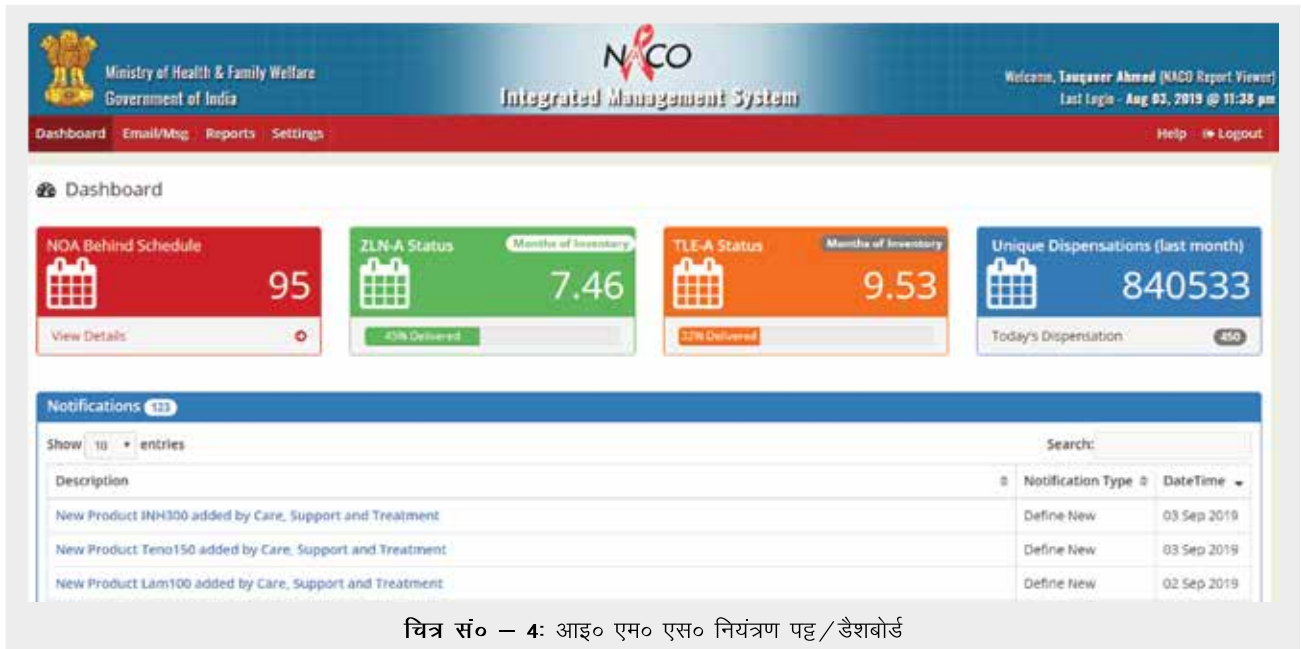 Ministry of Health & Family Welfare
Government of India
NACO
Integrated Management System
Welcome, Tauqueer Ahmed (NACO Report Viewer)
Last Login - Aug 03, 2019 @ 11:38 pm
Dashboard Email/Msg Reports Settings Help Logout
Dashboard
NOA Behind Schedule
95
View Details
ZLN-A Status Months of Inventory
7.46
45% Delivered
TLE-A Status Months of Inventory
9.53
32% Delivered
Unique Dispensations (last month)
840533
Today's Dispensation 450
Notifications 123
Show 10 entries Search:
Description Notification Type DateTime
New Product INH300 added by Care, Support and Treatment Define New 03 Sep 2019
New Product Teno150 added by Care, Support and Treatment Define New 03 Sep 2019
New Product Lam100 added by Care, Support and Treatment Define New 02 Sep 2019
चित्र सं० – 4: आइ० एम० एस० नियंत्रण पट्ट/डैशबोर्ड